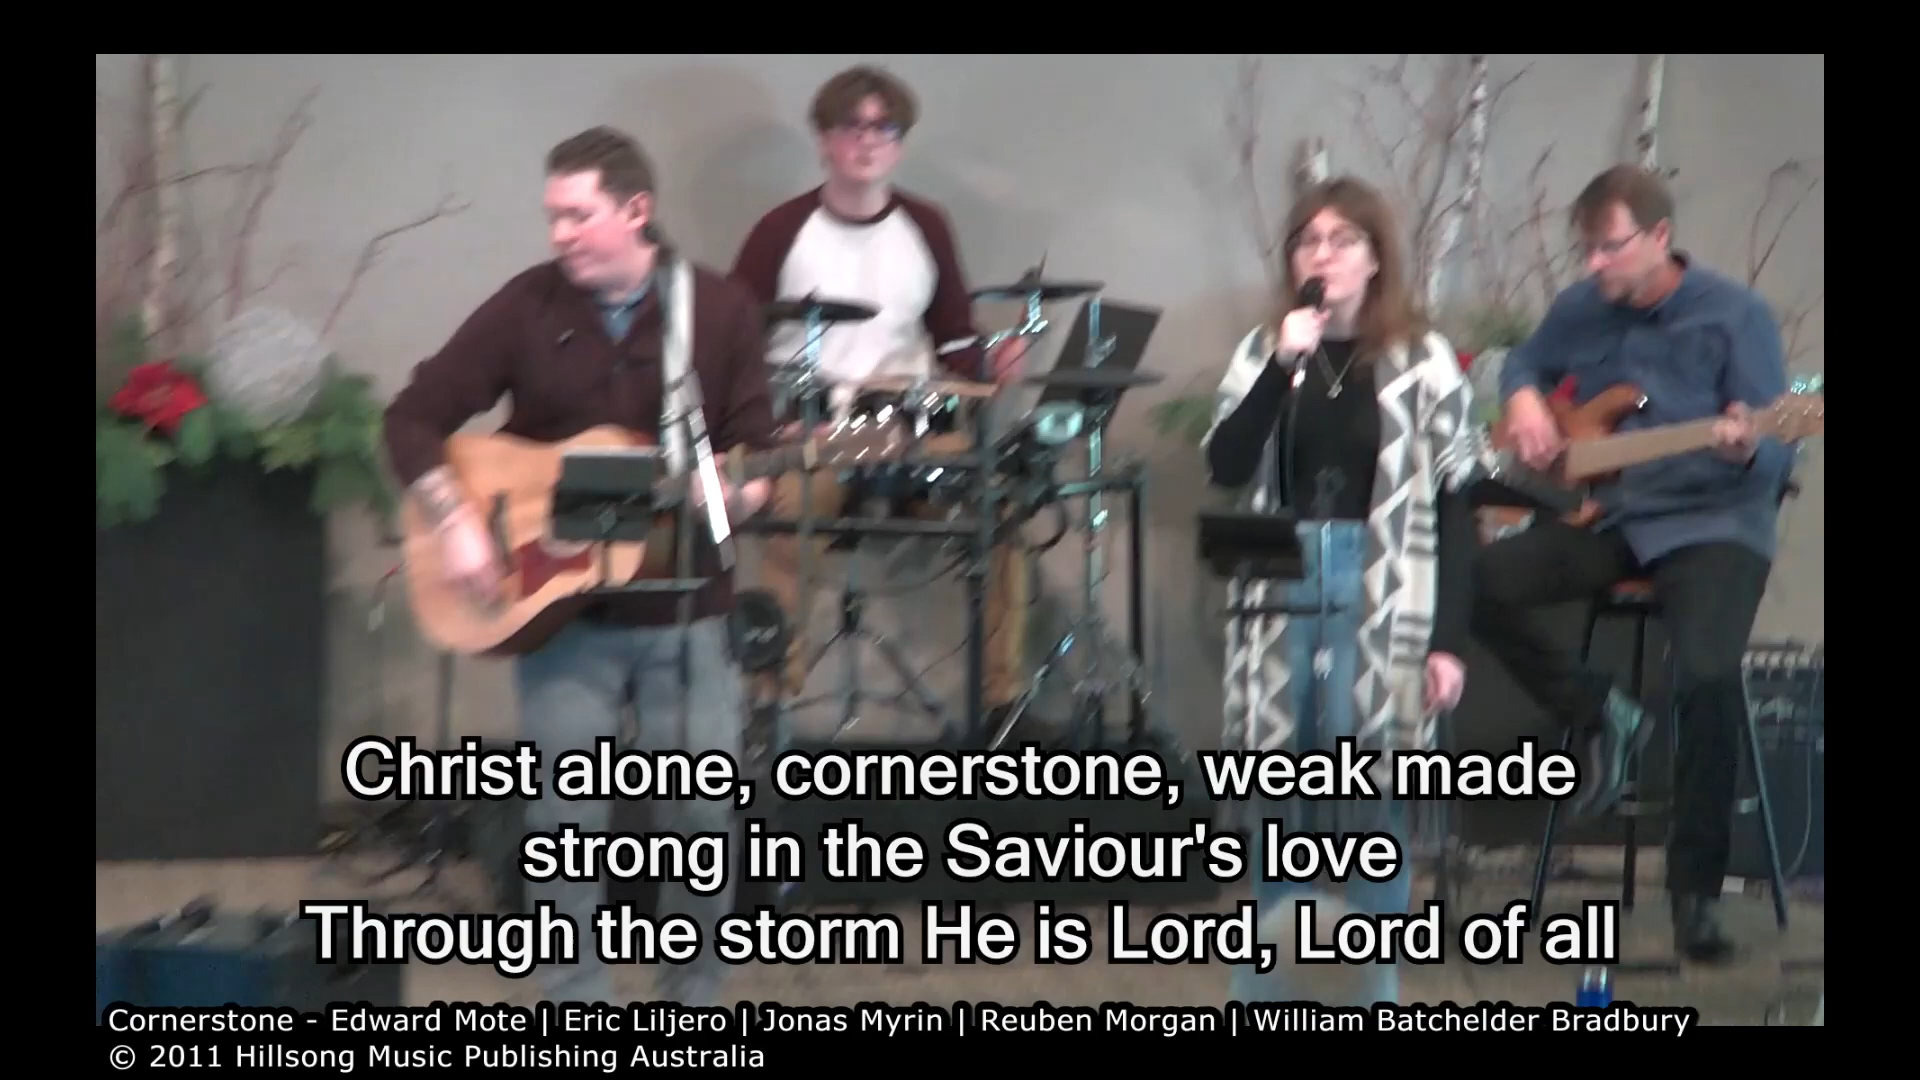 Christ alone, cornerstone, weak made
strong in the Saviour's love
Through the storm He is Lord, Lord of all
Cornerstone - Edward Mote | Eric Liljero | Jonas Myrin | Reuben Morgan | William Batchelder Bradbury
© 2011 Hillsong Music Publishing Australia